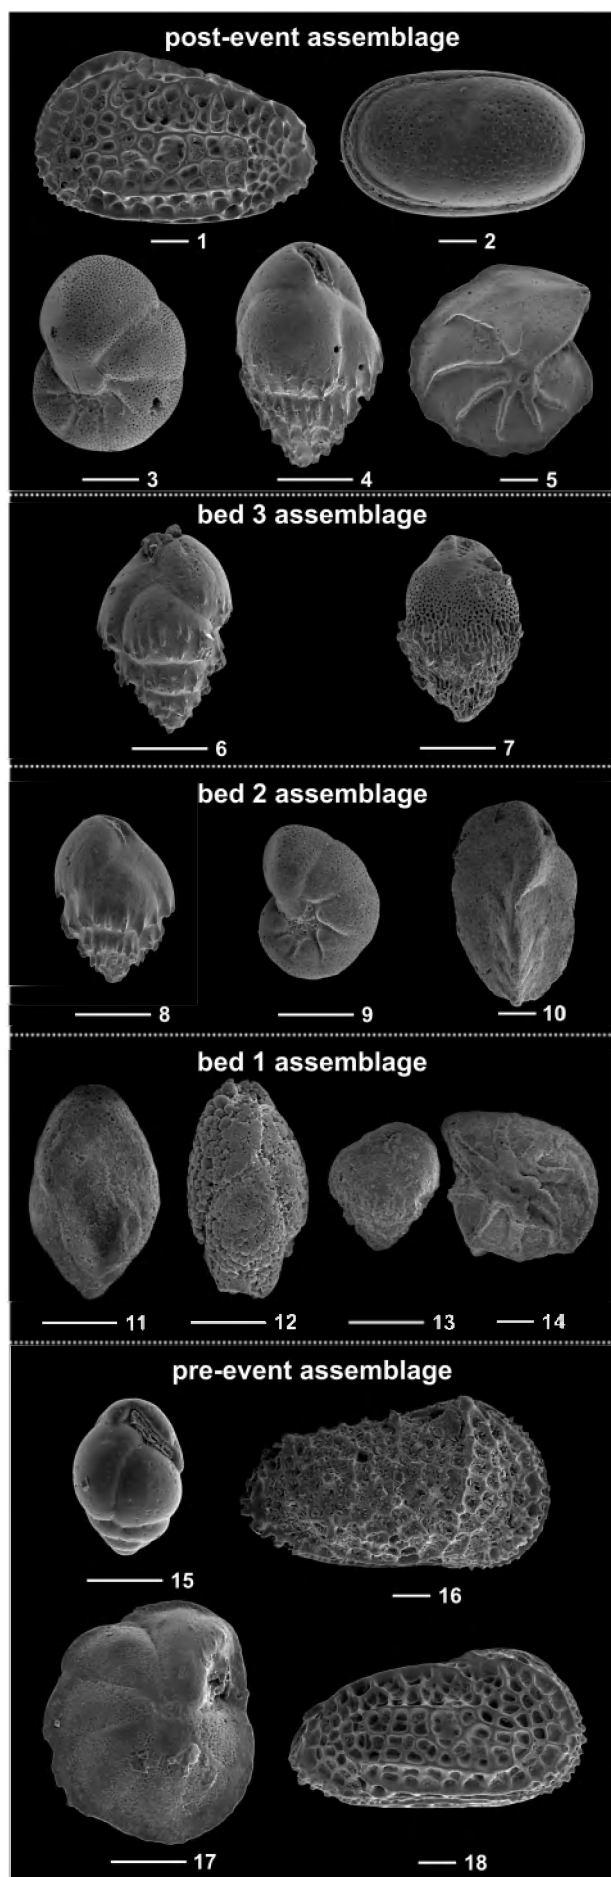 post-event assemblage
1 2
3 4 5
bed 3 assemblage
6 7
bed 2 assemblage
8 9 10
bed 1 assemblage
11 12 13 14
pre-event assemblage
15 16
17 18